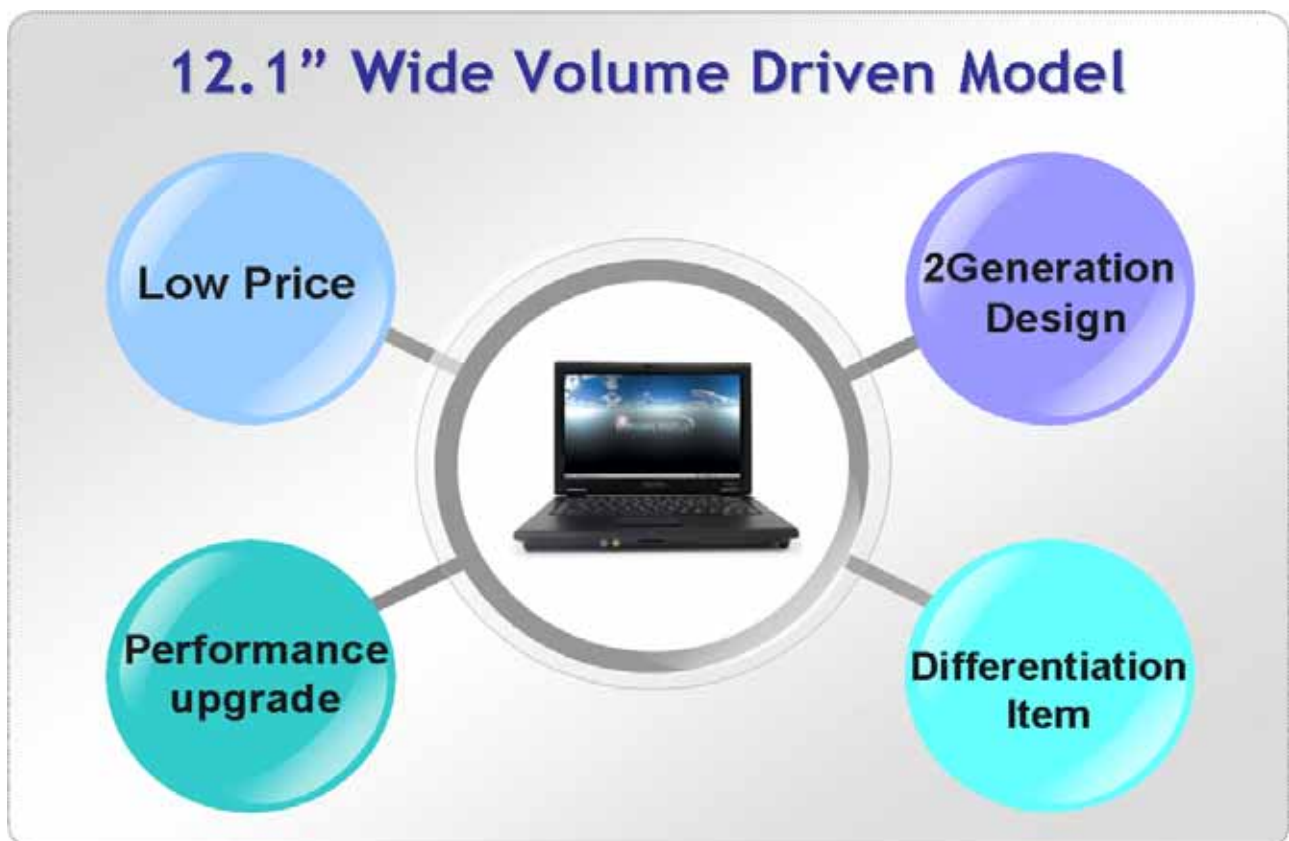 12.1” Wide Volume Driven Model
Low Price
2Generation
Design
Performance
upgrade
Differentiation
Item